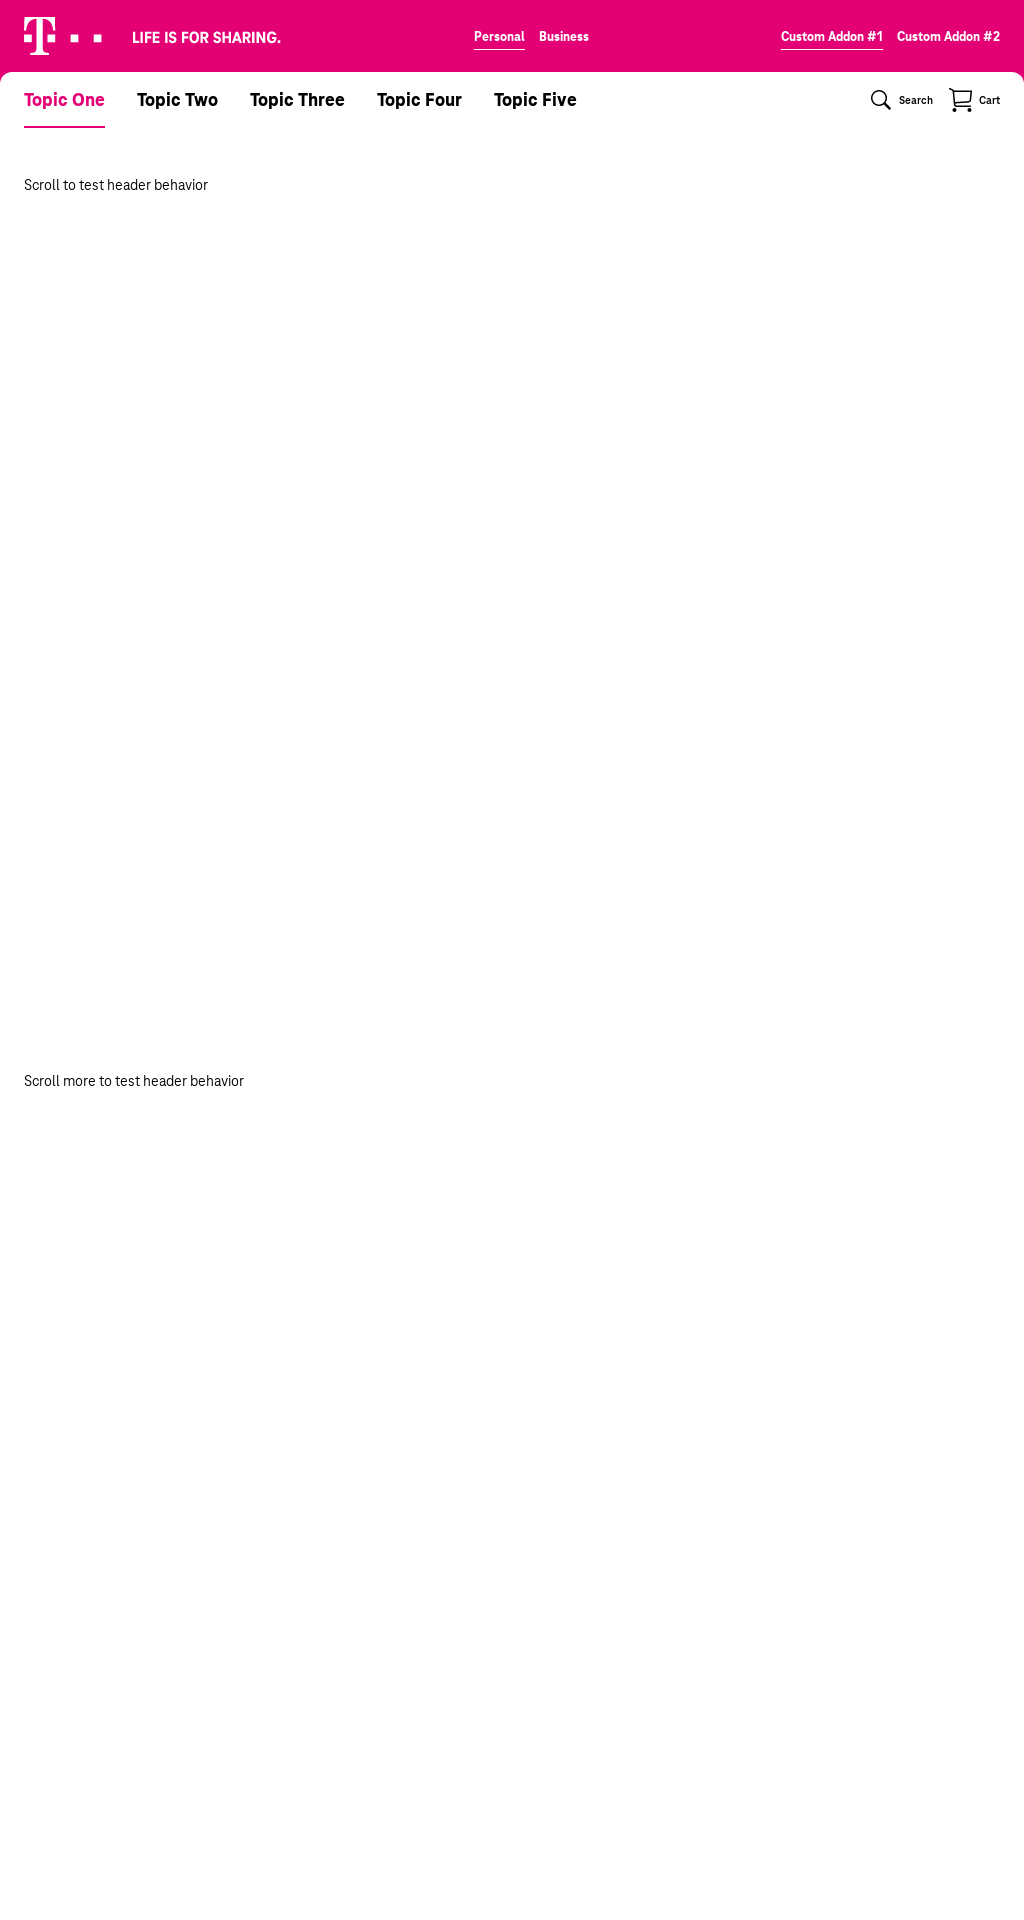 T
LIFE IS FOR SHARING.
Personal Business
Custom Addon #1 Custom Addon #2
Topic One Topic Two Topic Three Topic Four Topic Five
Search Cart
Scroll to test header behavior
Scroll more to test header behavior